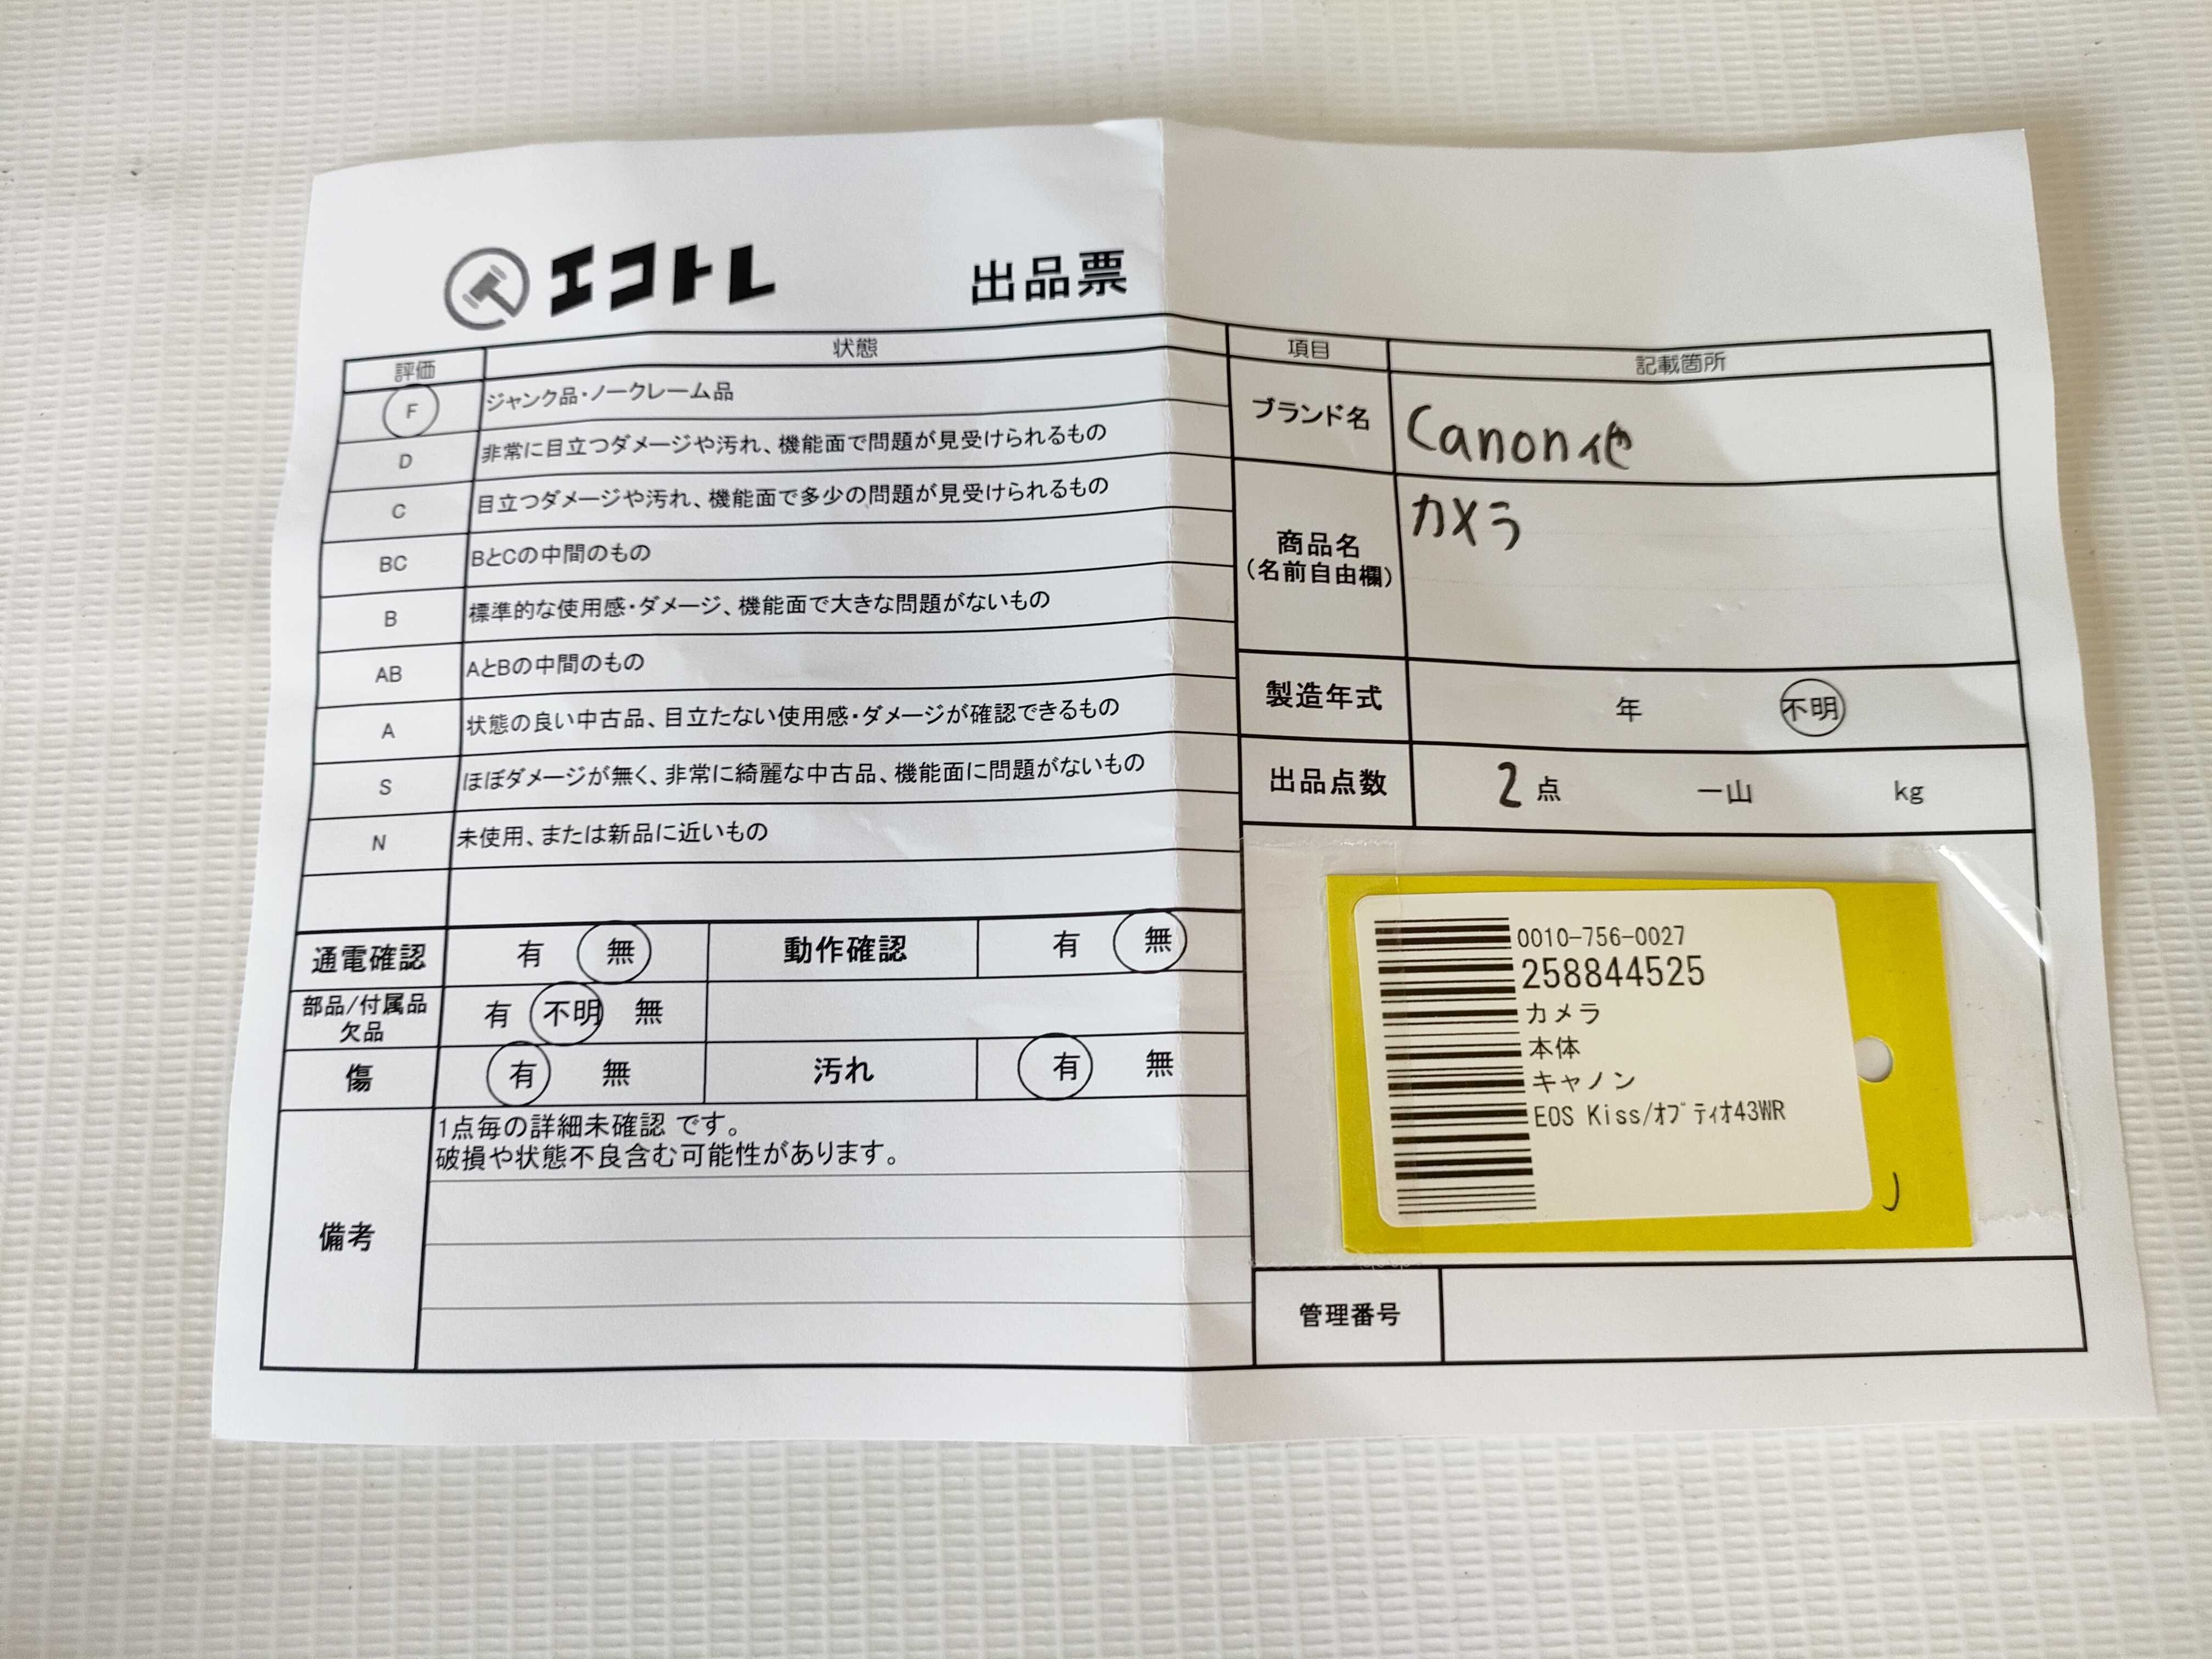 エコトレ 出品票
評価 状態
F ジャンク品・ノークレーム品
D 非常に目立つダメージや汚れ、機能面で問題が見受けられるもの
C 目立つダメージや汚れ、機能面で多少の問題が見受けられるもの
BC BとCの中間のもの
B 標準的な使用感・ダメージ、機能面で大きな問題がないもの
AB AとBの中間のもの
A 状態の良い中古品、目立たない使用感・ダメージが確認できるもの
S ほぼダメージが無く、非常に綺麗な中古品、機能面に問題がないもの
N 未使用、または新品に近いもの
通電確認 有 無 動作確認 有 無
部品/付属品
欠品 有 不明 無
傷 有 無 汚れ 有 無
備考
1点毎の詳細未確認 です。
破損や状態不良含む可能性があります。
項目 記載箇所
ブランド名 Canon他
商品名
(名前自由欄)
カメラ
製造年式 年 不明
出品点数 2 点 一山 kg
0010-756-0027
258844525
カメラ
本体
キャノン
EOS Kiss/ｵﾌﾟﾃｨｵ43WR
管理番号